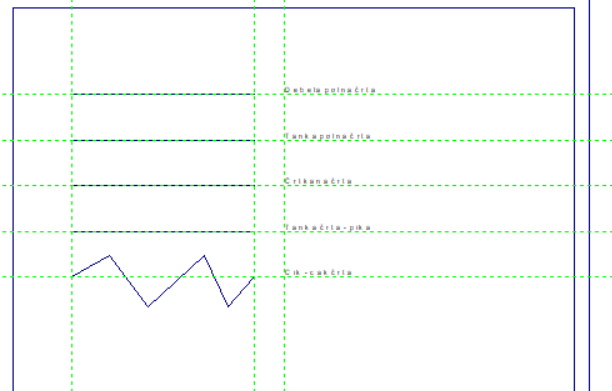 Debela polna črta
Tanka polna črta
Črtkana črta
Tanka črta-pika
Cik-cak črta